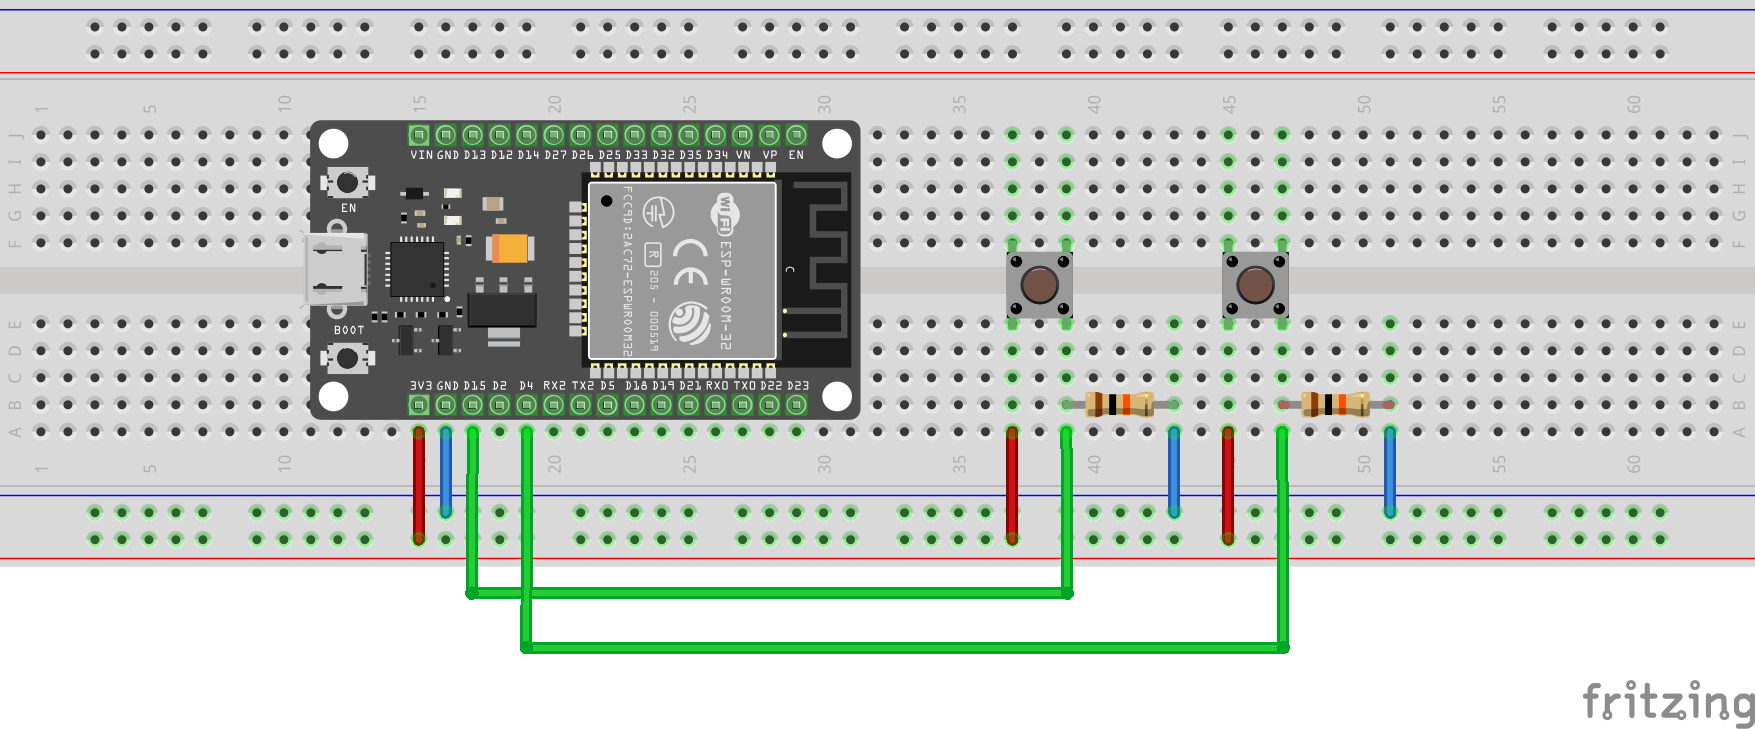 1 5 10 15 20 25 30 35 40 45 50 55 60
J J
I I
H H
G G
F F
VIN GND D13 D12 D14 D27 D26 D25 D33 D32 D35 D34 VN VP EN
EN
WiFi
ESP-WROOM-32
FCC ID:2AC7Z-ESPWROOM32
R
205 - 000519
CE
C
BOOT
3V3 GND D15 D2 D4 RX2 TX2 D5 D18 D19 D21 RX0 TX0 D22 D23
E E
D D
C C
B B
A A
1 5 10 20 25 30 35 40 50 55 60
fritzing